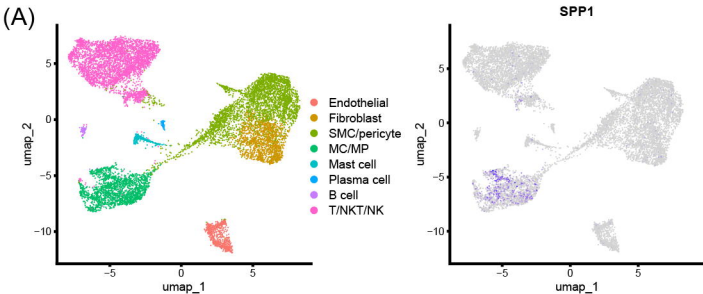 (A)
SPP1
5
0
−5
−10
umap_2
−5
0
5
umap_1
Endothelial
Fibroblast
SMC/pericyte
MC/MP
Mast cell
Plasma cell
B cell
T/NKT/NK
5
0
−5
−10
umap_2
−5
0
5
umap_1